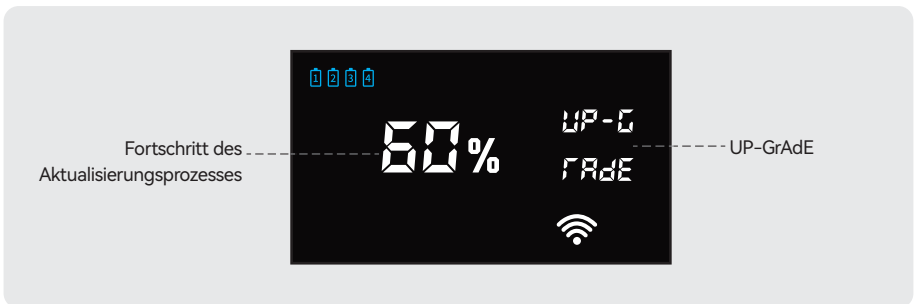 1 2 3 4
Fortschritt des
Aktualisierungsprozesses
60%
UP-G
rAdE
UP-GrAdE